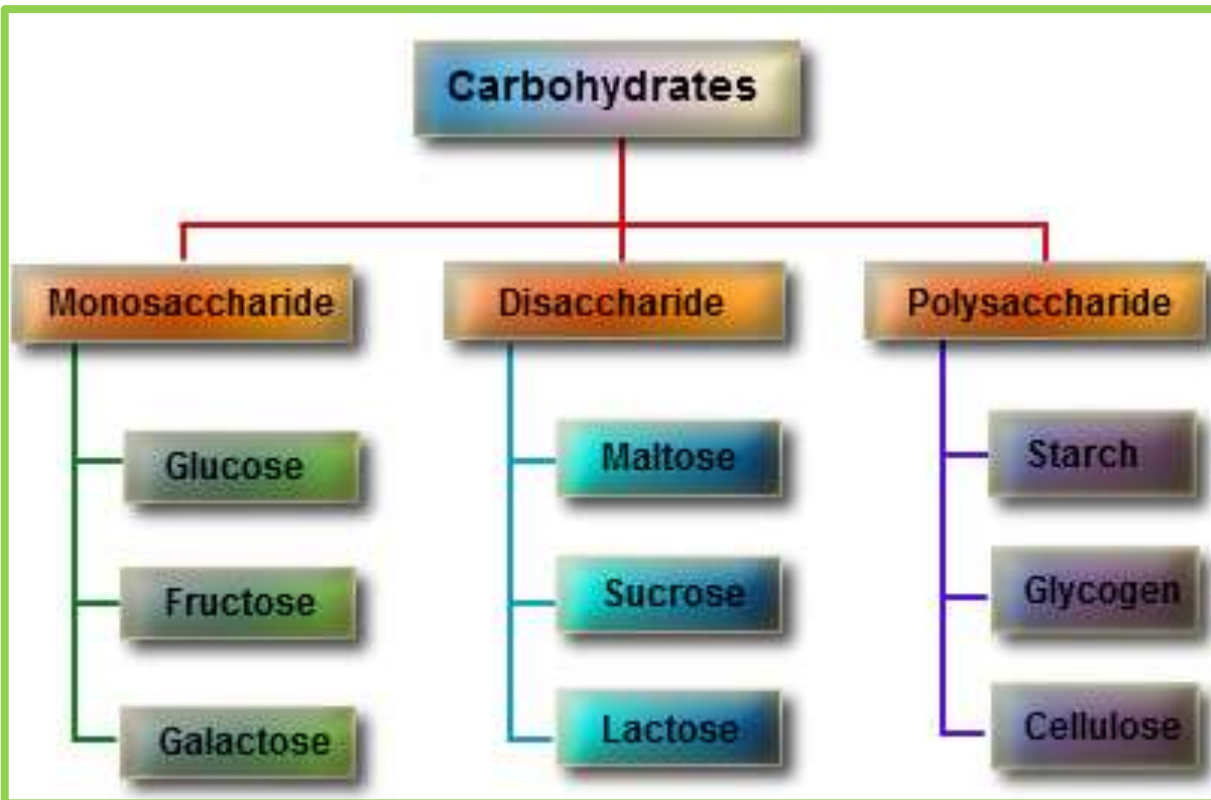 Carbohydrates
Monosaccharide
Disaccharide
Polysaccharide
Glucose
Maltose
Starch
Fructose
Sucrose
Glycogen
Galactose
Lactose
Cellulose